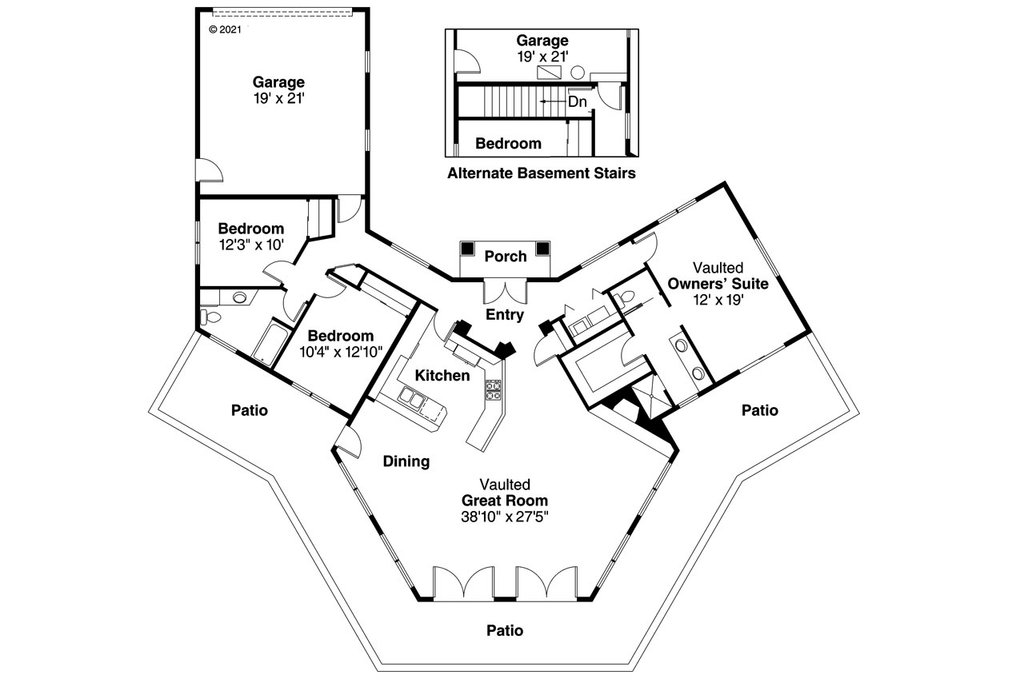 © 2021
Garage
19' x 21'
Garage
19' x 21'
Dn
Bedroom
Alternate Basement Stairs
Bedroom
12'3" x 10'
Porch
Vaulted
Owners' Suite
12' x 19'
Entry
Bedroom
10'4" x 12'10"
Kitchen
Patio
Patio
Dining
Vaulted
Great Room
38'10" x 27'5"
Patio